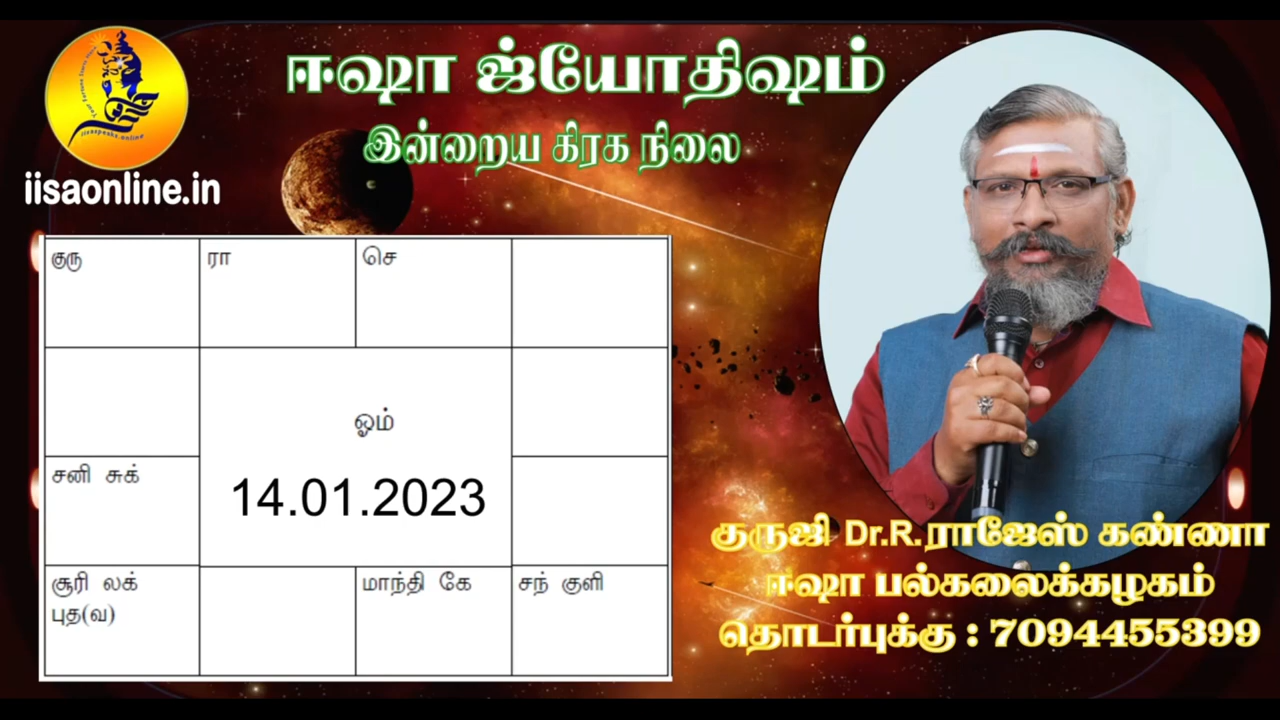 ஈஷா ஜ்யோதிஷம்
இன்றைய கிரக நிலை
iisaonline.in
குரு
ரா
செ
ஓம்
சனி சுக்
14.01.2023
சூரி லக்
புத(வ)
மாந்தி கே
சந் குளி
குருஜி Dr.R.ராஜேஸ் கண்ணா
ஈஷா பல்கலைக்கழகம்
தொடர்புக்கு : 7094455399